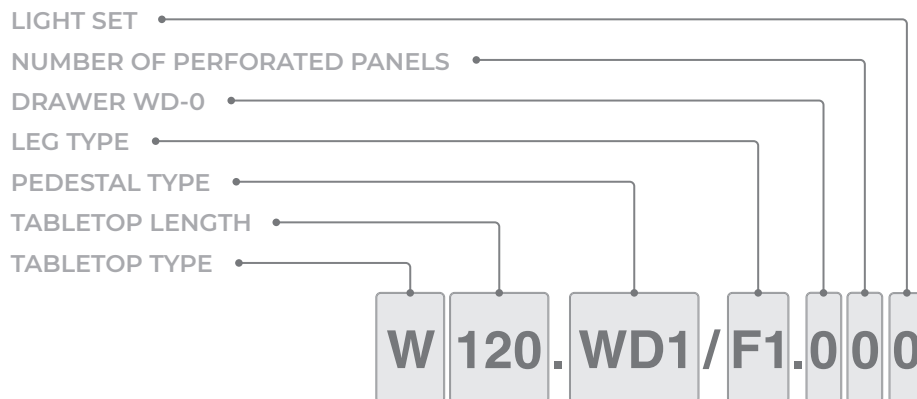 LIGHT SET
NUMBER OF PERFORATED PANELS
DRAWER WD-0
LEG TYPE
PEDESTAL TYPE
TABLETOP LENGTH
TABLETOP TYPE
W 120. WD1/F1.0 0 0